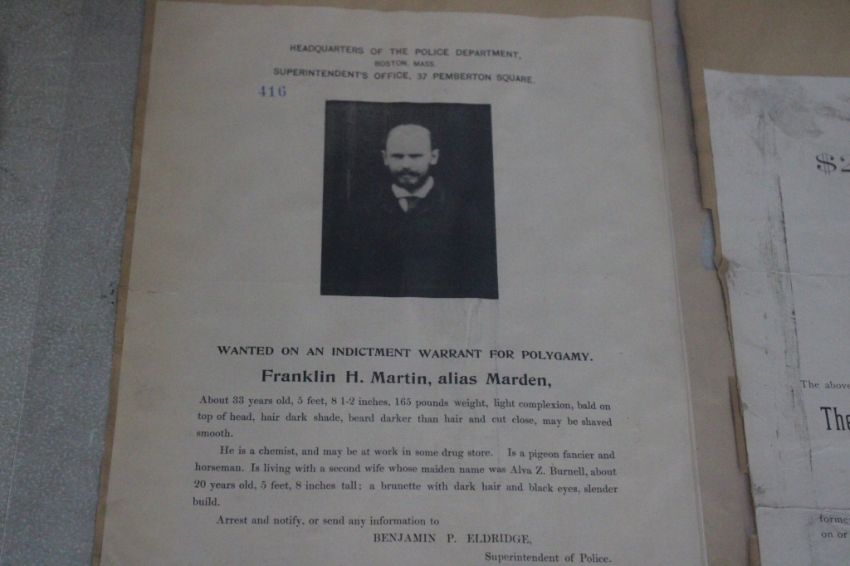 HEADQUARTERS OF THE POLICE DEPARTMENT,
BOSTON, MASS.
SUPERINTENDENT'S OFFICE, 37 PEMBERTON SQUARE.
416
WANTED ON AN INDICTMENT WARRANT FOR POLYGAMY.
Franklin H. Martin, alias Marden,
About 33 years old, 5 feet, 8 1-2 inches, 165 pounds weight, light complexion, bald on
top of head, hair dark shade, beard darker than hair and cut close, may be shaved
smooth.
He is a chemist, and may be at work in some drug store. Is a pigeon fancier and
horseman. Is living with a second wife whose maiden name was Alva Z. Burnell, about
20 years old, 5 feet, 8 inches tall; a brunette with dark hair and black eyes, slender
build.
Arrest and notify, or send any information to
BENJAMIN P. ELDRIDGE,
Superintendent of Police.
$2
The above
The
forme
on or